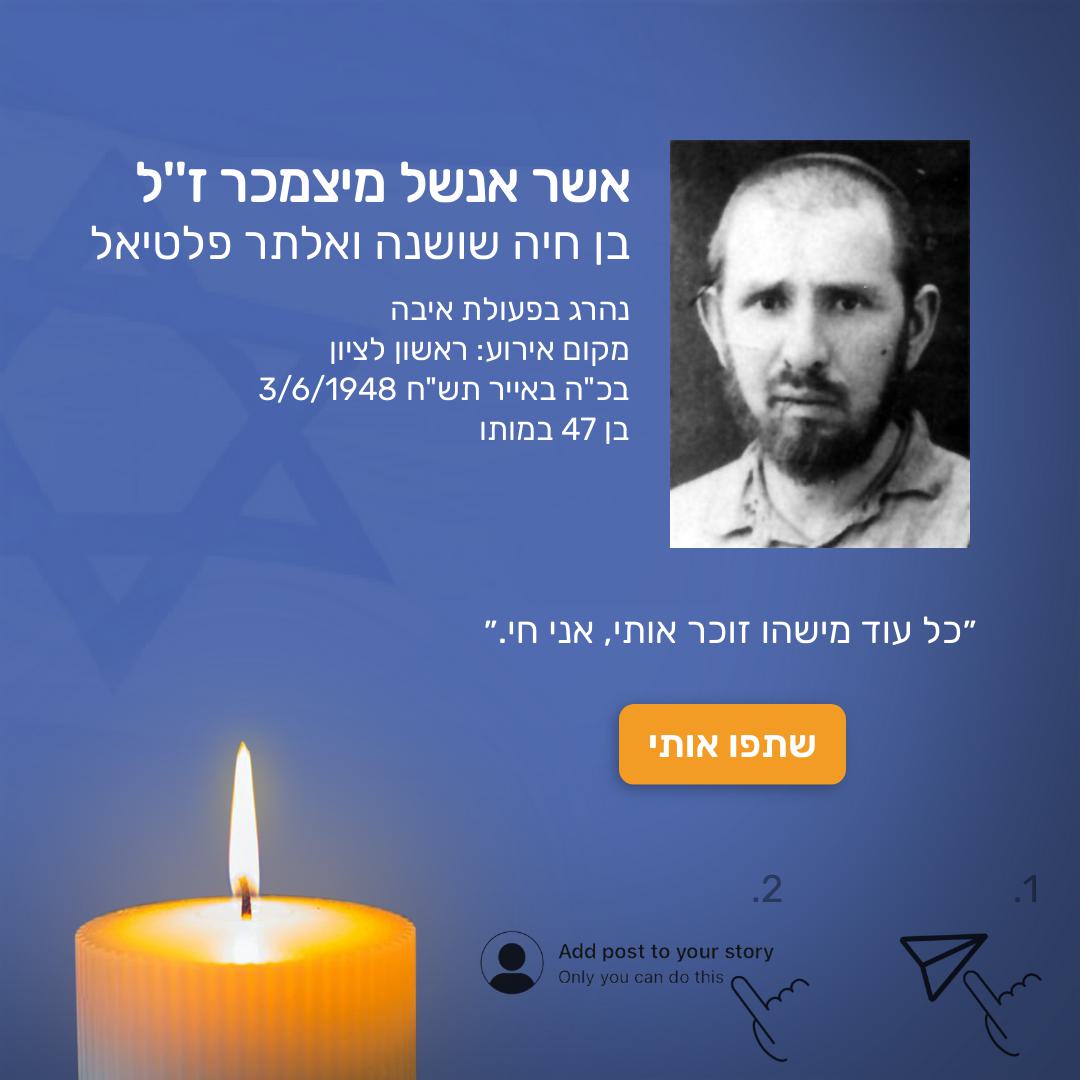 אשר אנשל מיצמכר ז"ל
בן חיה שושנה ואלתר פלטיאל
נהרג בפעולת איבה
מקום אירוע: ראשון לציון
בכ"ה באייר תש"ח 3/6/1948
בן 47 במותו
״כל עוד מישהו זוכר אותי, אני חי.״
שתפו אותי
1.
2.
Add post to your story
Only you can do this